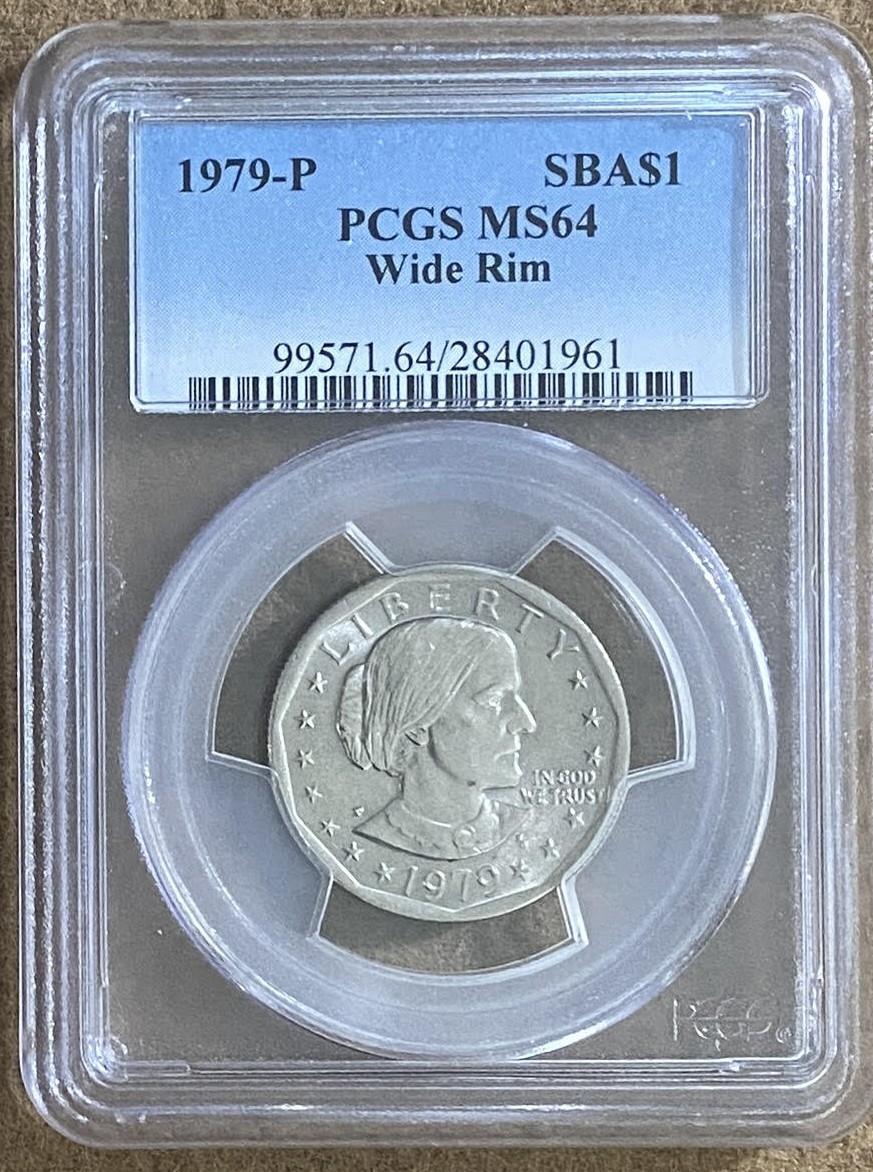 1979-P SBA$1
PCGS MS64
Wide Rim
99571.64/28401961
LIBERTY
IN GOD
WE TRUST
P
1979
PCGS